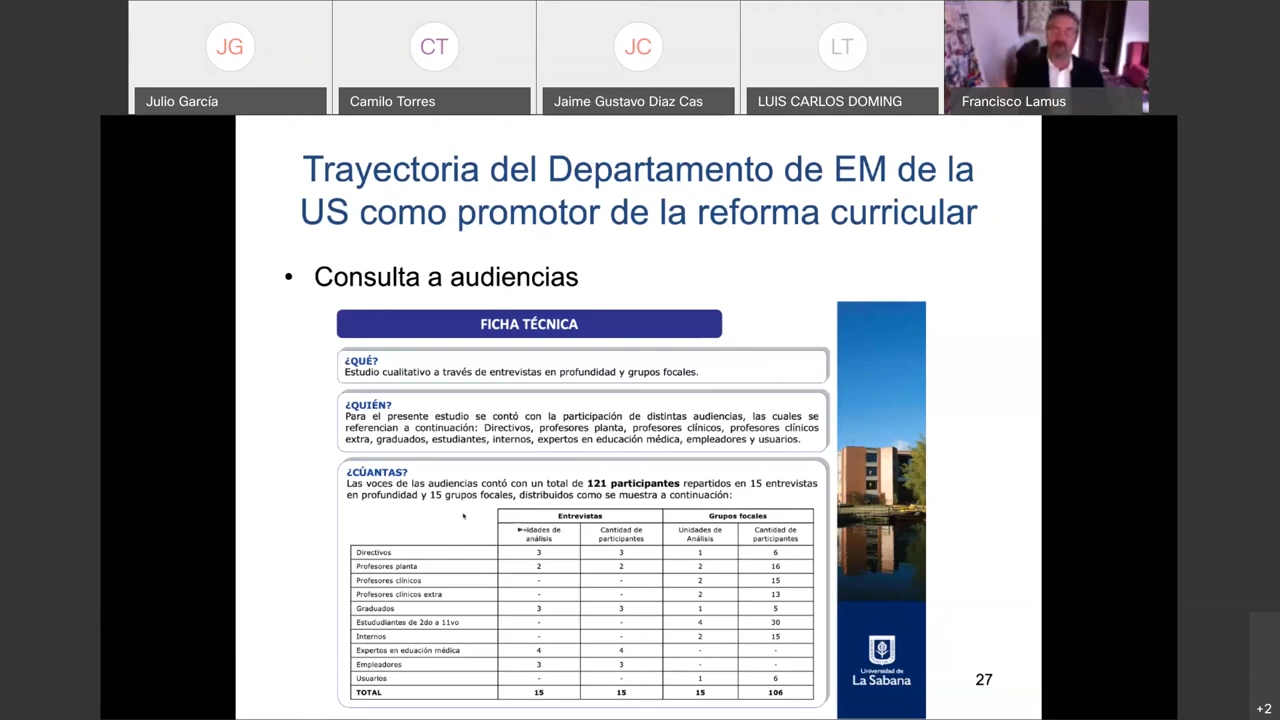 JG
CT
JC
LT
Julio García
Camilo Torres
Jaime Gustavo Diaz Cas
LUIS CARLOS DOMING
Francisco Lamus
Trayectoria del Departamento de EM de la
US como promotor de la reforma curricular
• Consulta a audiencias
FICHA TÉCNICA
¿QUÉ?
Estudio cualitativo a través de entrevistas en profundidad y grupos focales.
¿QUIÉN?
Para el presente estudio se contó con la participación de distintas audiencias, las cuales se
referencian a continuación: Directivos, profesores planta, profesores clínicos, profesores clínicos
extra, graduados, estudiantes, internos, expertos en educación médica, empleadores y usuarios.
¿CÚANTAS?
Las voces de las audiencias contó con un total de 121 participantes repartidos en 15 entrevistas
en profundidad y 15 grupos focales, distribuidos como se muestra a continuación:
Entrevistas Grupos focales
idades de Cantidad de Unidades de Cantidad de
análisis participantes Análisis participantes
Directivos 3 3 1 6
Profesores planta 2 2 2 16
Profesores clínicos - - 2 15
Profesores clínicos extra - - 2 13
Graduados 3 3 1 5
Estududiantes de 2do a 11vo - - 4 30
Internos - - 2 15
Expertos en eduación médica 4 4 - -
Empleadores 3 3 - -
Usuarios - - 1 6
TOTAL 15 15 15 106
Universidad de
La Sabana
27
+2